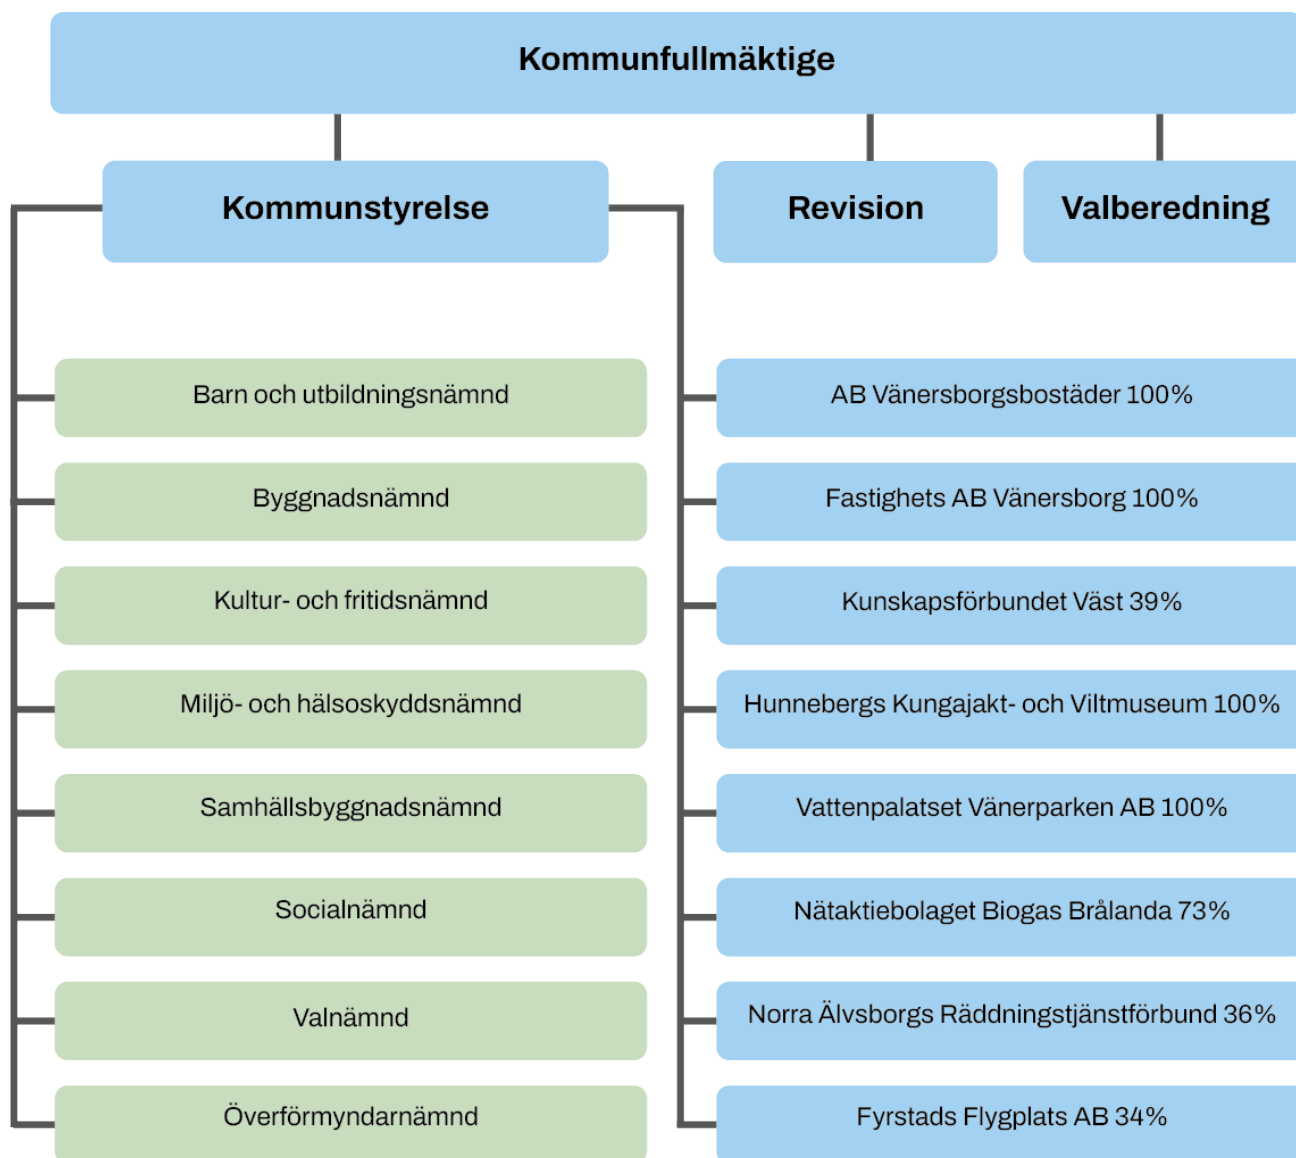 Kommunfullmäktige
Kommunstyrelse
Revision
Valberedning
Barn och utbildningsnämnd
Byggnadsnämnd
Kultur- och fritidsnämnd
Miljö- och hälsoskyddsnämnd
Samhällsbyggnadsnämnd
Socialnämnd
Valnämnd
Överförmyndarnämnd
AB Vänersborgsbostäder 100%
Fastighets AB Vänersborg 100%
Kunskapsförbundet Väst 39%
Hunnebergs Kungajakt- och Viltmuseum 100%
Vattenpalatset Vänerparken AB 100%
Nätaktiebolaget Biogas Brålanda 73%
Norra Älvsborgs Räddningstjänstförbund 36%
Fyrstads Flygplats AB 34%